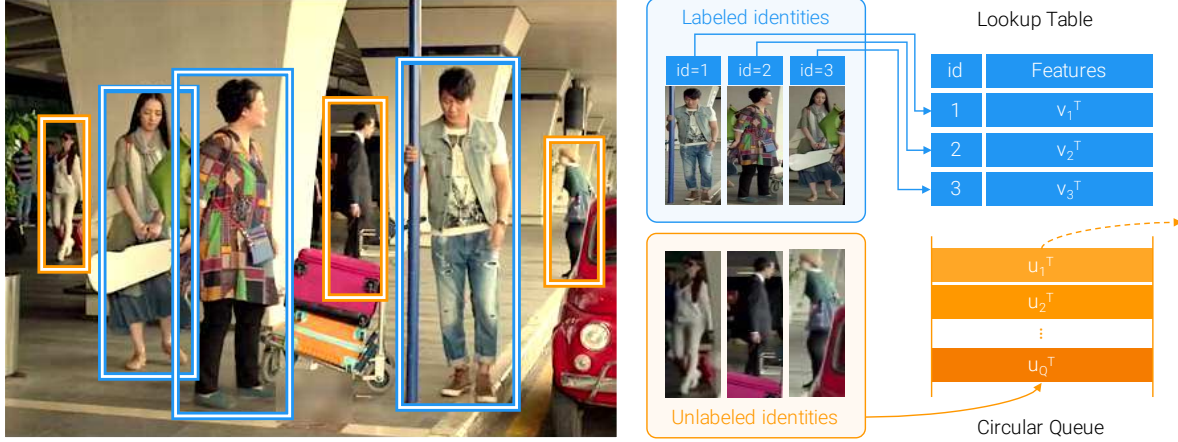 Labeled identities
id=1 id=2 id=3
Lookup Table
id Features
1 v₁ᵀ
2 v₂ᵀ
3 v₃ᵀ
Unlabeled identities
u₁ᵀ
u₂ᵀ
⋮
u_Qᵀ
Circular Queue